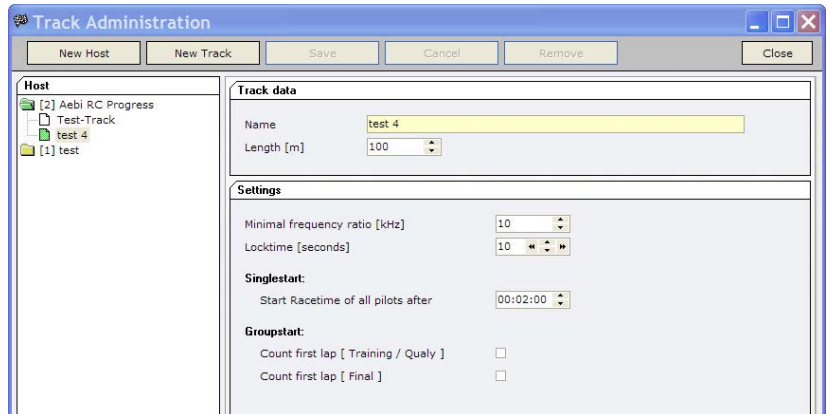 Track Administration
New Host
New Track
Save
Cancel
Remove
Close
Host
[2] Aebi RC Progress
Test-Track
test 4
[1] test
Track data
Name
test 4
Length [m]
100
Settings
Minimal frequency ratio [kHz]
10
Locktime [seconds]
10
Singlestart:
Start Racetime of all pilots after
00:02:00
Groupstart:
Count first lap [ Training / Qualy ]
Count first lap [ Final ]